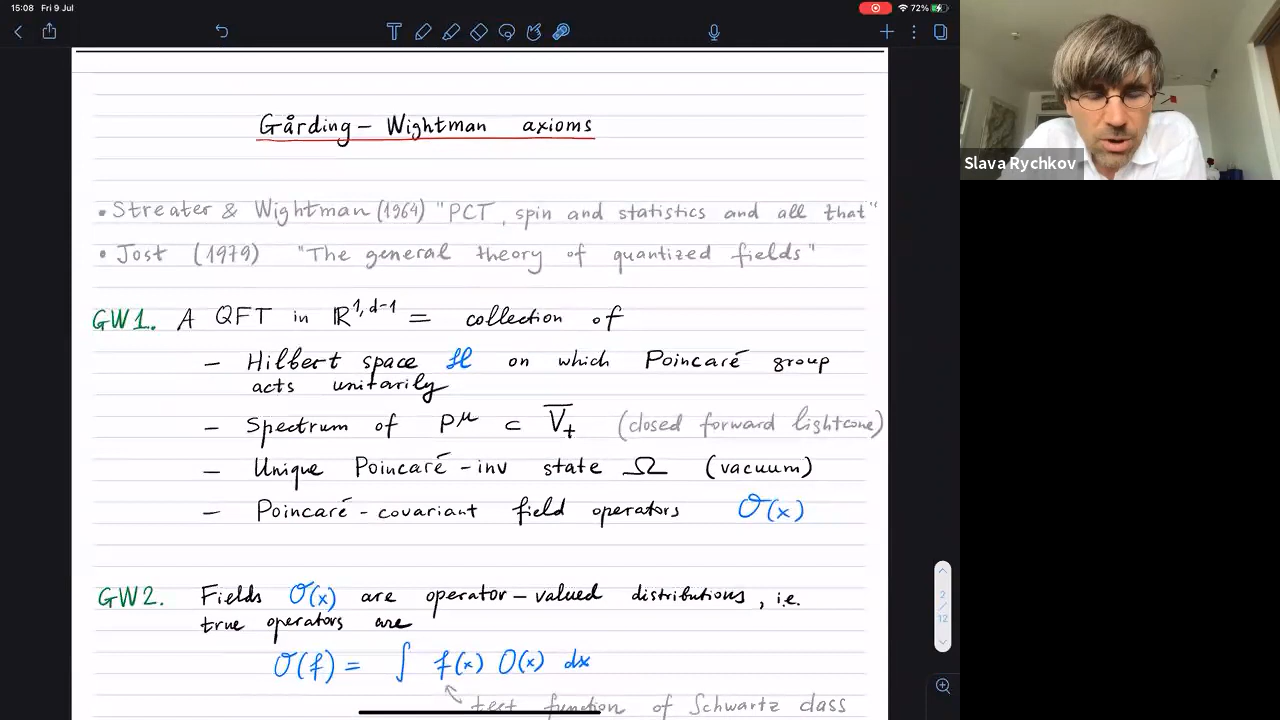 15:08 Fri 9 Jul
72%
Gårding – Wightman axioms
• Streater & Wightman (1964) "PCT, spin and statistics and all that"
• Jost (1979) "The general theory of quantized fields"
GW1. A QFT in ℝ^{1,d-1} = collection of
– Hilbert space ℋ on which Poincaré group
acts unitarily
– Spectrum of P^μ ⊂ V̄₊ (closed forward lightcone)
– Unique Poincaré-inv state Ω (vacuum)
– Poincaré-covariant field operators 𝒪(x)
GW2. Fields 𝒪(x) are operator-valued distributions, i.e.
true operators are
𝒪(f) = ∫ f(x) O(x) dx
test function of Schwartz class
2
/
12
Slava Rychkov